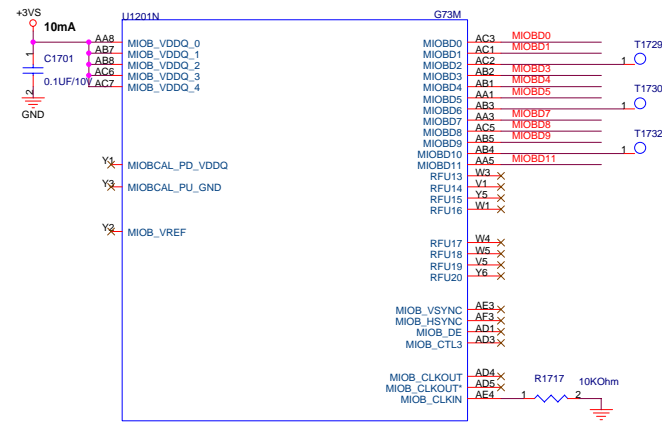 +3VS
10mA
U1201N
G73M
C1701
1
0.1UF/10V
2
GND
AA8 MIOB_VDDQ_0
AB7 MIOB_VDDQ_1
AB8 MIOB_VDDQ_2
AC6 MIOB_VDDQ_3
AC7 MIOB_VDDQ_4
Y1 MIOBCAL_PD_VDDQ
Y3 MIOBCAL_PU_GND
Y2 MIOB_VREF
MIOBD0 AC3 MIOBD0
MIOBD1 AC1 MIOBD1
MIOBD2 AC2 1 T1729
MIOBD3 AB2 MIOBD3
MIOBD4 AB1 MIOBD4
MIOBD5 AA1 MIOBD5
MIOBD6 AB3 1 T1730
MIOBD7 AA3 MIOBD7
MIOBD8 AC5 MIOBD8
MIOBD9 AB5 MIOBD9
MIOBD10 AB4 1 T1732
MIOBD11 AA5 MIOBD11
RFU13 W3
RFU14 V1
RFU15 Y5
RFU16 W1
RFU17 W4
RFU18 W5
RFU19 V5
RFU20 Y6
MIOB_VSYNC AE3
MIOB_HSYNC AF3
MIOB_DE AD1
MIOB_CTL3 AD3
MIOB_CLKOUT AD4
MIOB_CLKOUT* AD5
MIOB_CLKIN AE4
R1717 10KOhm
1 2